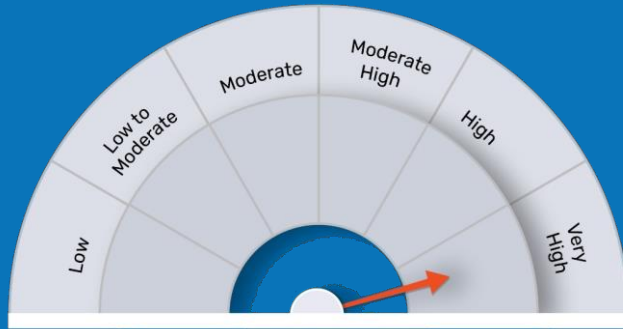 Low
Low to
Moderate
Moderate
Moderate
High
High
Very
High